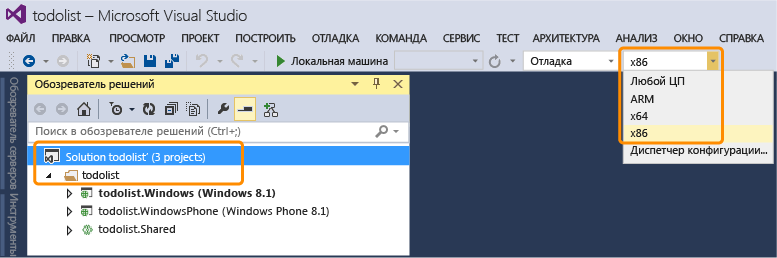 todolist – Microsoft Visual Studio
ФАЙЛ ПРАВКА ПРОСМОТР ПРОЕКТ ПОСТРОИТЬ ОТЛАДКА КОМАНДА СЕРВИС ТЕСТ АРХИТЕКТУРА АНАЛИЗ ОКНО СПРАВКА
Локальная машина Отладка x86
Любой ЦП
ARM
x64
x86
Диспетчер конфигурации...
Обозреватель серверов Инструменты
Обозреватель решений
Поиск в обозревателе решений (Ctrl+;)
Solution todolist' (3 projects)
todolist
todolist.Windows (Windows 8.1)
todolist.WindowsPhone (Windows Phone 8.1)
todolist.Shared